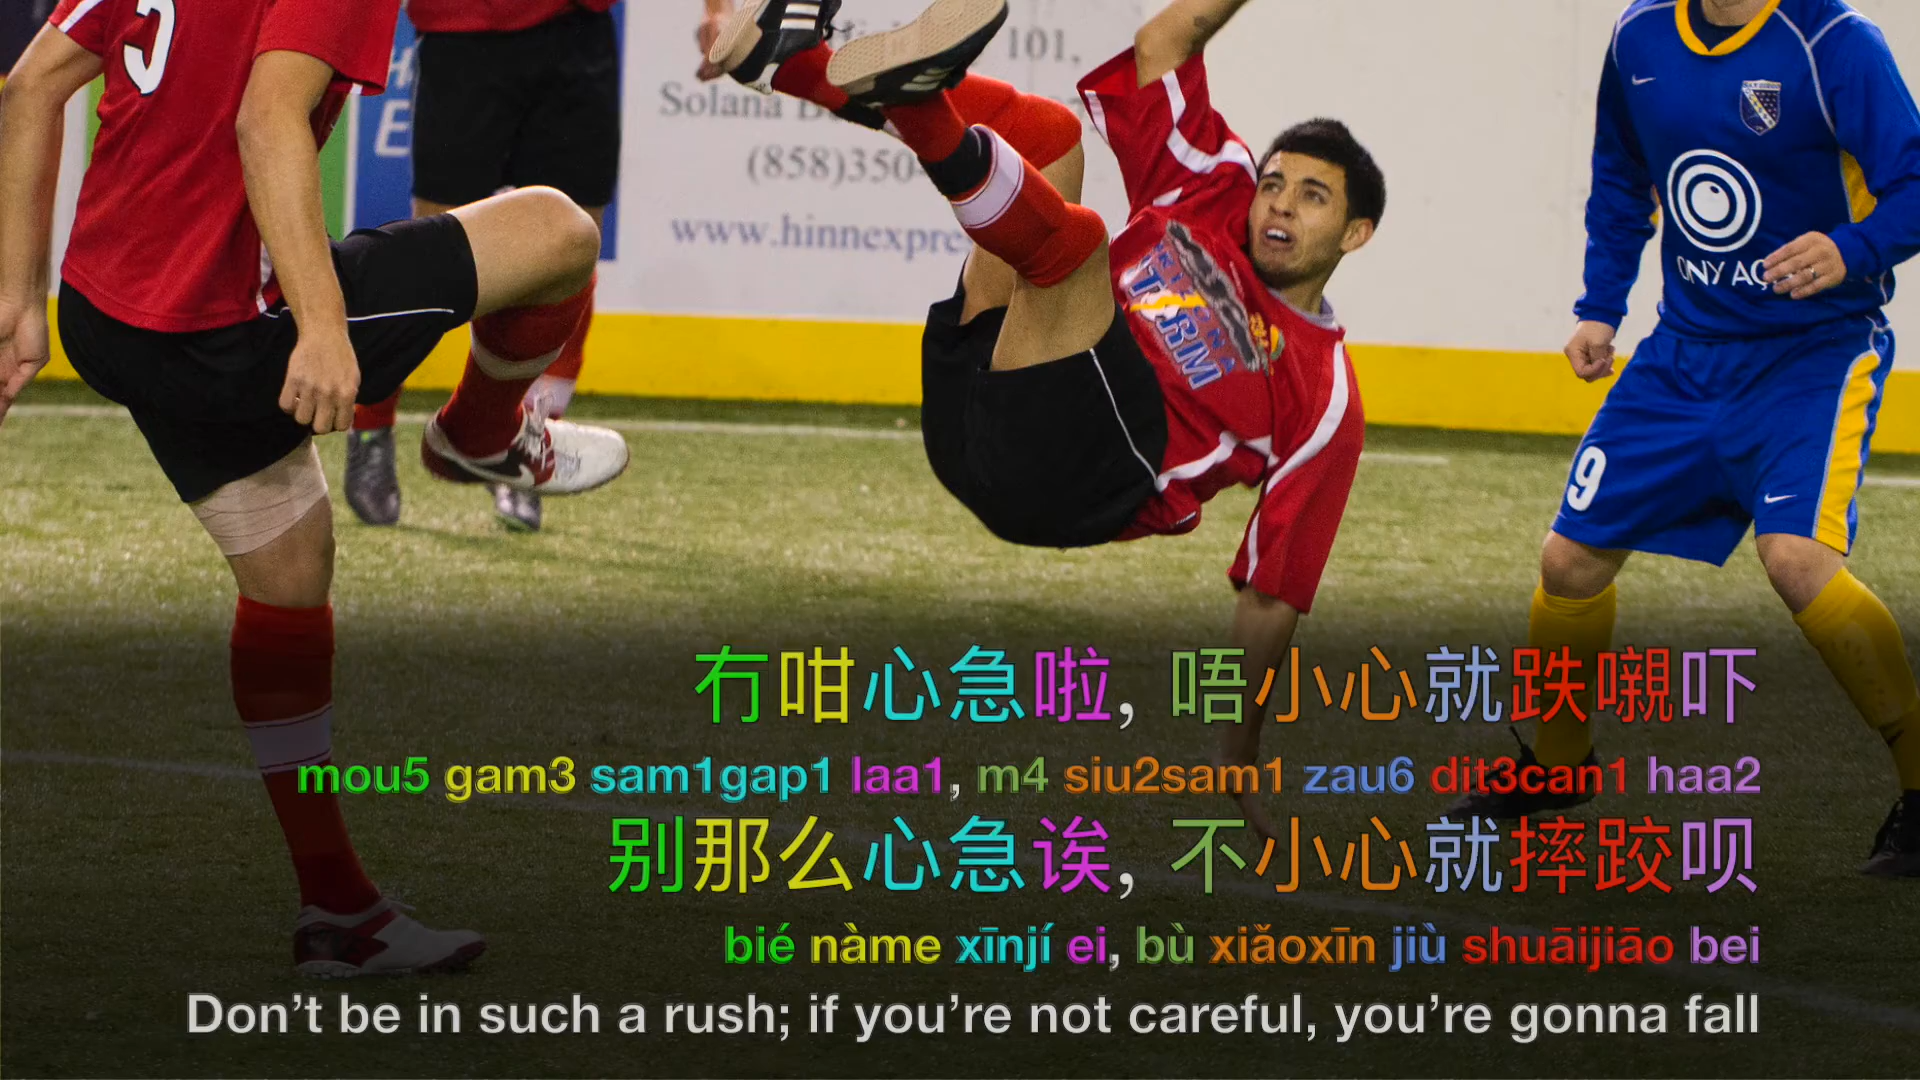 Solana B
101,
(858)350
www.hinnexpre
ONY AÇ
9
冇咁心急啦, 唔小心就跌嚫吓
mou5 gam3 sam1gap1 laa1, m4 siu2sam1 zau6 dit3can1 haa2
别那么心急诶, 不小心就摔跤呗
bié nàme xīnjí ei, bù xiǎoxīn jiù shuāijiāo bei
Don’t be in such a rush; if you’re not careful, you’re gonna fall